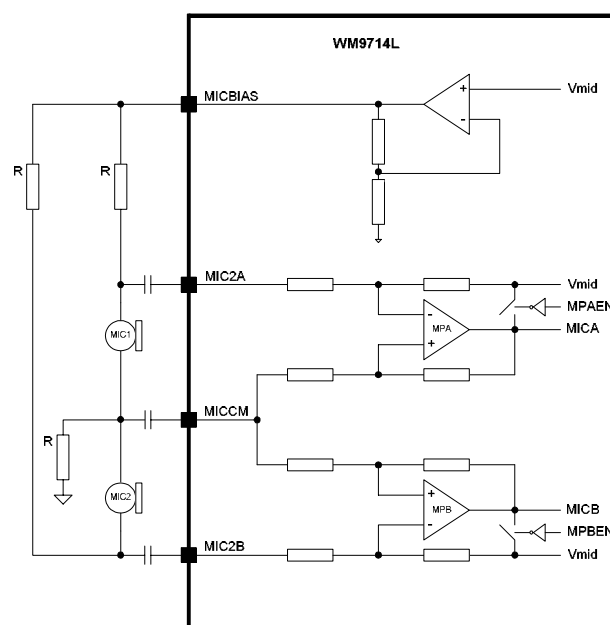 WM9714L
MICBIAS
+
Vmid
-
R
R
MIC2A
Vmid
-
MPAEN
MIC1
MPA
MICA
+
MICCM
R
+
MIC2
MPB
MICB
-
MPBEN
MIC2B
Vmid